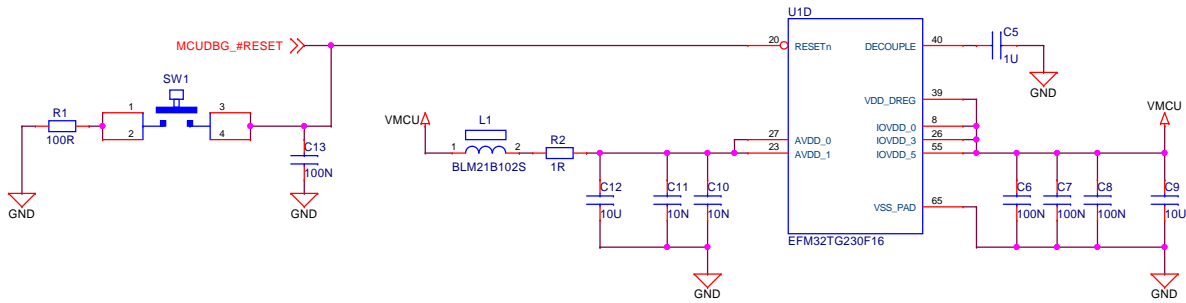 U1D
MCUDBG_#RESET
20
RESETn
DECOUPLE
40
C5
1U
GND
SW1
R1
100R
1
2
3
4
C13
100N
GND
GND
VMCU
L1
1
2
BLM21B102S
R2
1R
27
23
AVDD_0
AVDD_1
VDD_DREG
39
IOVDD_0
8
IOVDD_3
26
IOVDD_5
55
VMCU
C12
10U
C11
10N
C10
10N
GND
VSS_PAD
65
EFM32TG230F16
C6
100N
C7
100N
C8
100N
C9
10U
GND